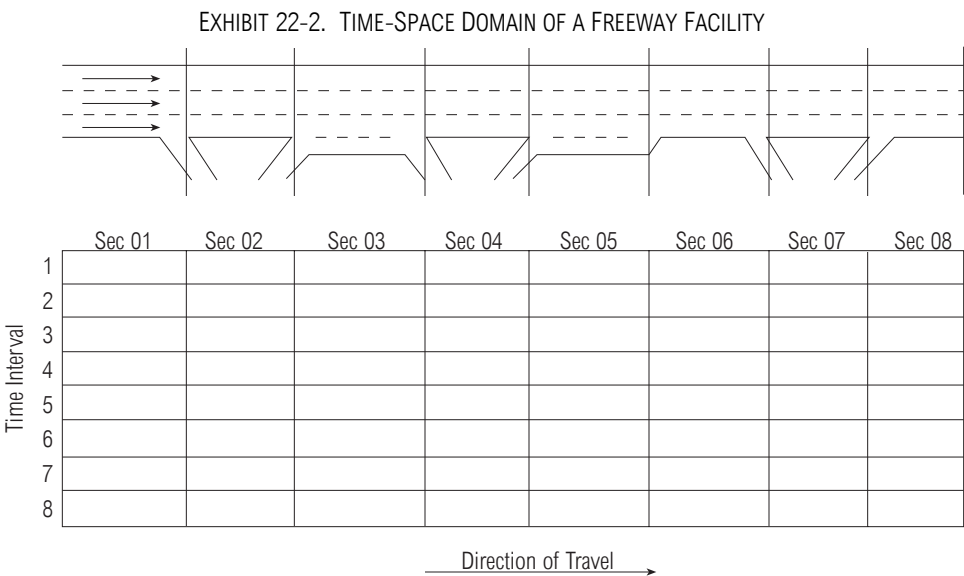 EXHIBIT 22-2. TIME-SPACE DOMAIN OF A FREEWAY FACILITY
Sec 01 Sec 02 Sec 03 Sec 04 Sec 05 Sec 06 Sec 07 Sec 08
Time Interval
1
2
3
4
5
6
7
8
Direction of Travel